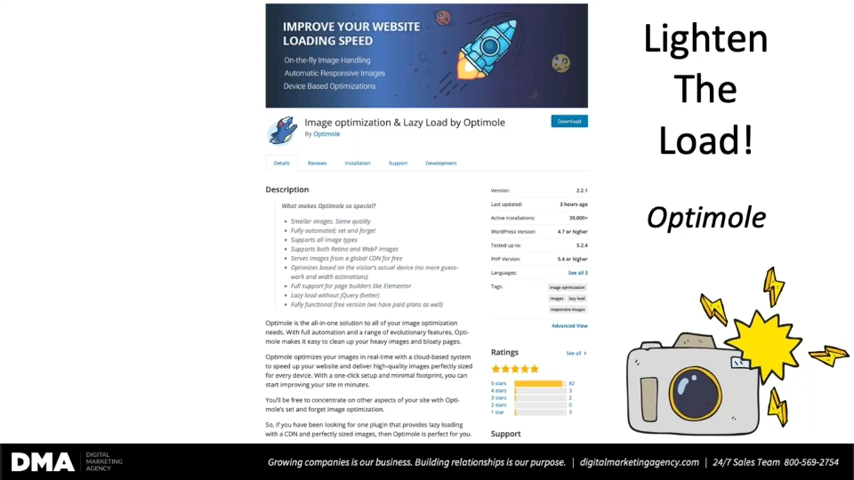 IMPROVE YOUR WEBSITE
LOADING SPEED
On-the-fly Image Handling
Automatic Responsive Images
Device Based Optimizations
Image optimization & Lazy Load by Optimole
By Optimole
Download
Details Reviews Installation Support Development
Description
What makes Optimole so special?
Smaller images. Same quality
Fully automated; set and forget
Supports all image types
Supports both Retina and WebP images
Serves images from a global CDN for free
Optimizes based on the visitor's actual device (no more guess-
work and width estimations)
Full support for page builders like Elementor
Lazy load without jQuery (better)
Fully functional free version (we have paid plans as well)
Optimole is the all-in-one solution to all of your image optimization
needs. With full automation and a range of evolutionary features, Opti-
mole makes it easy to clean up your heavy images and bloaty pages.
Optimole optimizes your images in real-time with a cloud-based system
to speed up your website and deliver high-quality images perfectly sized
for every device. With a one-click setup and minimal footprint, you can
start improving your site in minutes.
You'll be free to concentrate on other aspects of your site with Opti-
mole's set and forget image optimization.
So, if you have been looking for one plugin that provides lazy loading
with a CDN and perfectly sized images, then Optimole is perfect for you.
Version: 2.2.1
Last updated: 3 hours ago
Active installations: 30,000+
WordPress Version: 4.7 or higher
Tested up to: 5.2.4
PHP Version: 5.4 or higher
Languages: See all 3
Tags: image optimization
images lazy load
responsive images
Advanced View
Ratings See all
5 stars 82
4 stars 3
3 stars 2
2 stars 0
1 star 3
Support
Lighten
The
Load!
Optimole
DMA DIGITAL
MARKETING
AGENCY
Growing companies is our business. Building relationships is our purpose. | digitalmarketingagency.com | 24/7 Sales Team 800-569-2754